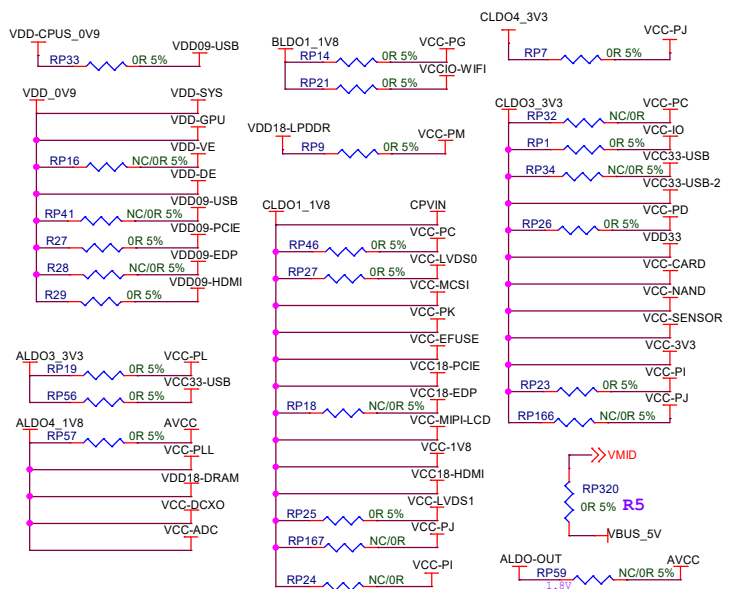 VDD-CPUS_0V9
VDD09-USB
RP33 0R 5%
VDD_0V9
VDD-SYS
VDD-GPU
VDD-VE
RP16 NC/0R 5%
VDD-DE
VDD09-USB
RP41 NC/0R 5%
VDD09-PCIE
R27 0R 5%
VDD09-EDP
R28 NC/0R 5%
VDD09-HDMI
R29 0R 5%
ALDO3_3V3
VCC-PL
RP19 0R 5%
VCC33-USB
RP56 0R 5%
ALDO4_1V8
AVCC
RP57 0R 5%
VCC-PLL
VDD18-DRAM
VCC-DCXO
VCC-ADC
BLDO1_1V8
VCC-PG
RP14 0R 5%
VCCIO-WIFI
RP21 0R 5%
VDD18-LPDDR
VCC-PM
RP9 0R 5%
CLDO1_1V8
CPVIN
VCC-PC
RP46 0R 5%
VCC-LVDS0
RP27 0R 5%
VCC-MCSI
VCC-PK
VCC-EFUSE
VCC18-PCIE
VCC18-EDP
RP18 NC/0R 5%
VCC-MIPI-LCD
VCC-1V8
VCC18-HDMI
VCC-LVDS1
RP25 0R 5%
VCC-PJ
RP167 NC/0R
VCC-PI
RP24 NC/0R
CLDO4_3V3
VCC-PJ
RP7 0R 5%
CLDO3_3V3
VCC-PC
RP32 NC/0R
VCC-IO
RP1 0R 5%
VCC33-USB
RP34 NC/0R 5%
VCC33-USB-2
VCC-PD
RP26 0R 5%
VDD33
VCC-CARD
VCC-NAND
VCC-SENSOR
VCC-3V3
VCC-PI
RP23 0R 5%
VCC-PJ
RP166 NC/0R 5%
VMID
RP320
0R 5% R5
VBUS_5V
ALDO-OUT
AVCC
RP59 NC/0R 5%
1.8V